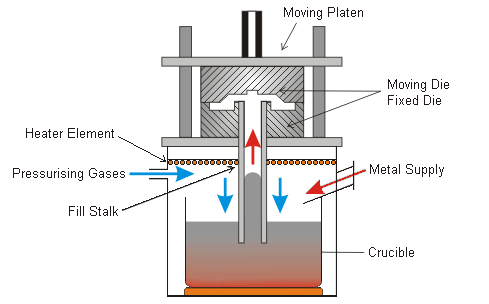 Moving Platen
Moving Die
Fixed Die
Heater Element
Pressurising Gases
Metal Supply
Fill Stalk
Crucible